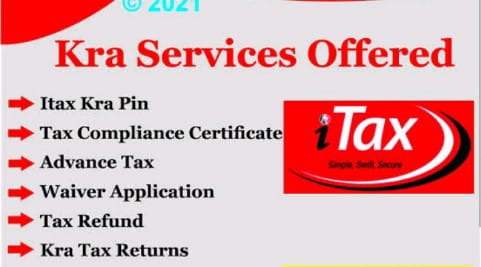 © 2021
Kra Services Offered
Itax Kra Pin
Tax Compliance Certificate
Advance Tax
Waiver Application
Tax Refund
Kra Tax Returns
iTax
Simple, Swift, Secure